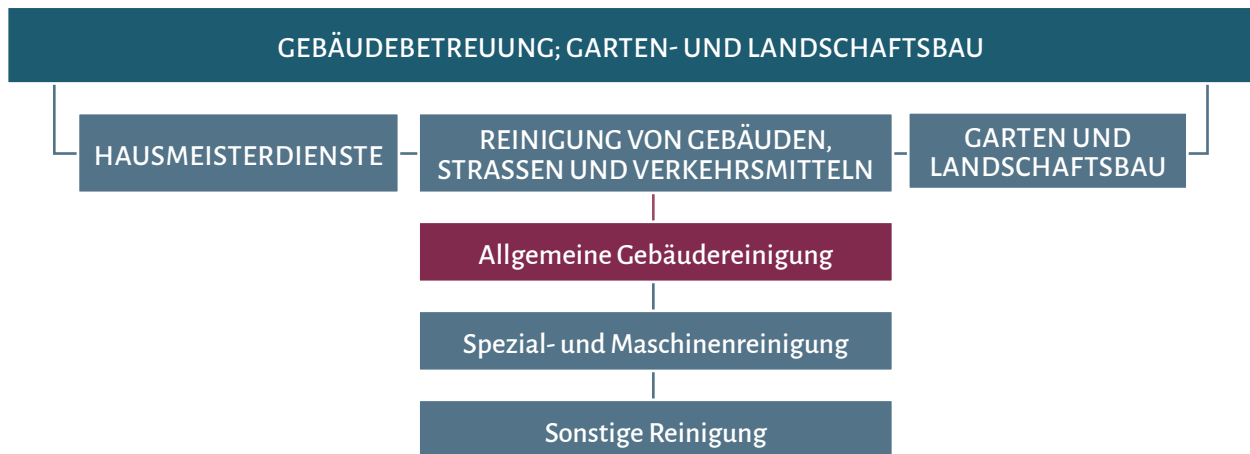 GEBÄUDEBETREUUNG; GARTEN- UND LANDSCHAFTSBAU
HAUSMEISTERDIENSTE
REINIGUNG VON GEBÄUDEN,
STRASSEN UND VERKEHRSMITTELN
GARTEN UND
LANDSCHAFTSBAU
Allgemeine Gebäudereinigung
Spezial- und Maschinenreinigung
Sonstige Reinigung